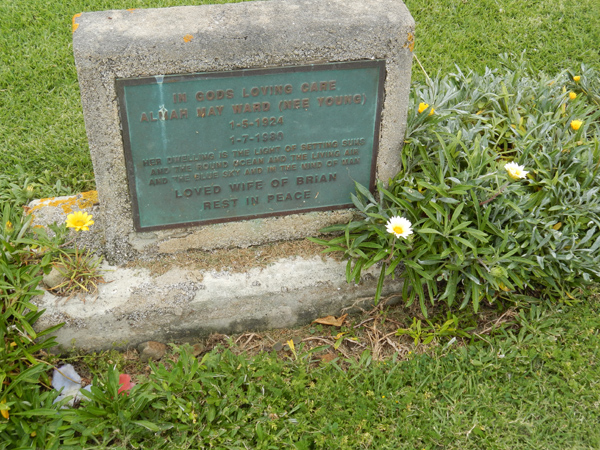 IN GODS LOVING CARE
ALMAR MAY WARD (NEE YOUNG)
1-5-1924
1-7-1990
HER DWELLING IS THE LIGHT OF SETTING SUNS
AND THE ROUND OCEAN AND THE LIVING AIR
AND THE BLUE SKY AND IN THE MIND OF MAN
LOVED WIFE OF BRIAN
REST IN PEACE